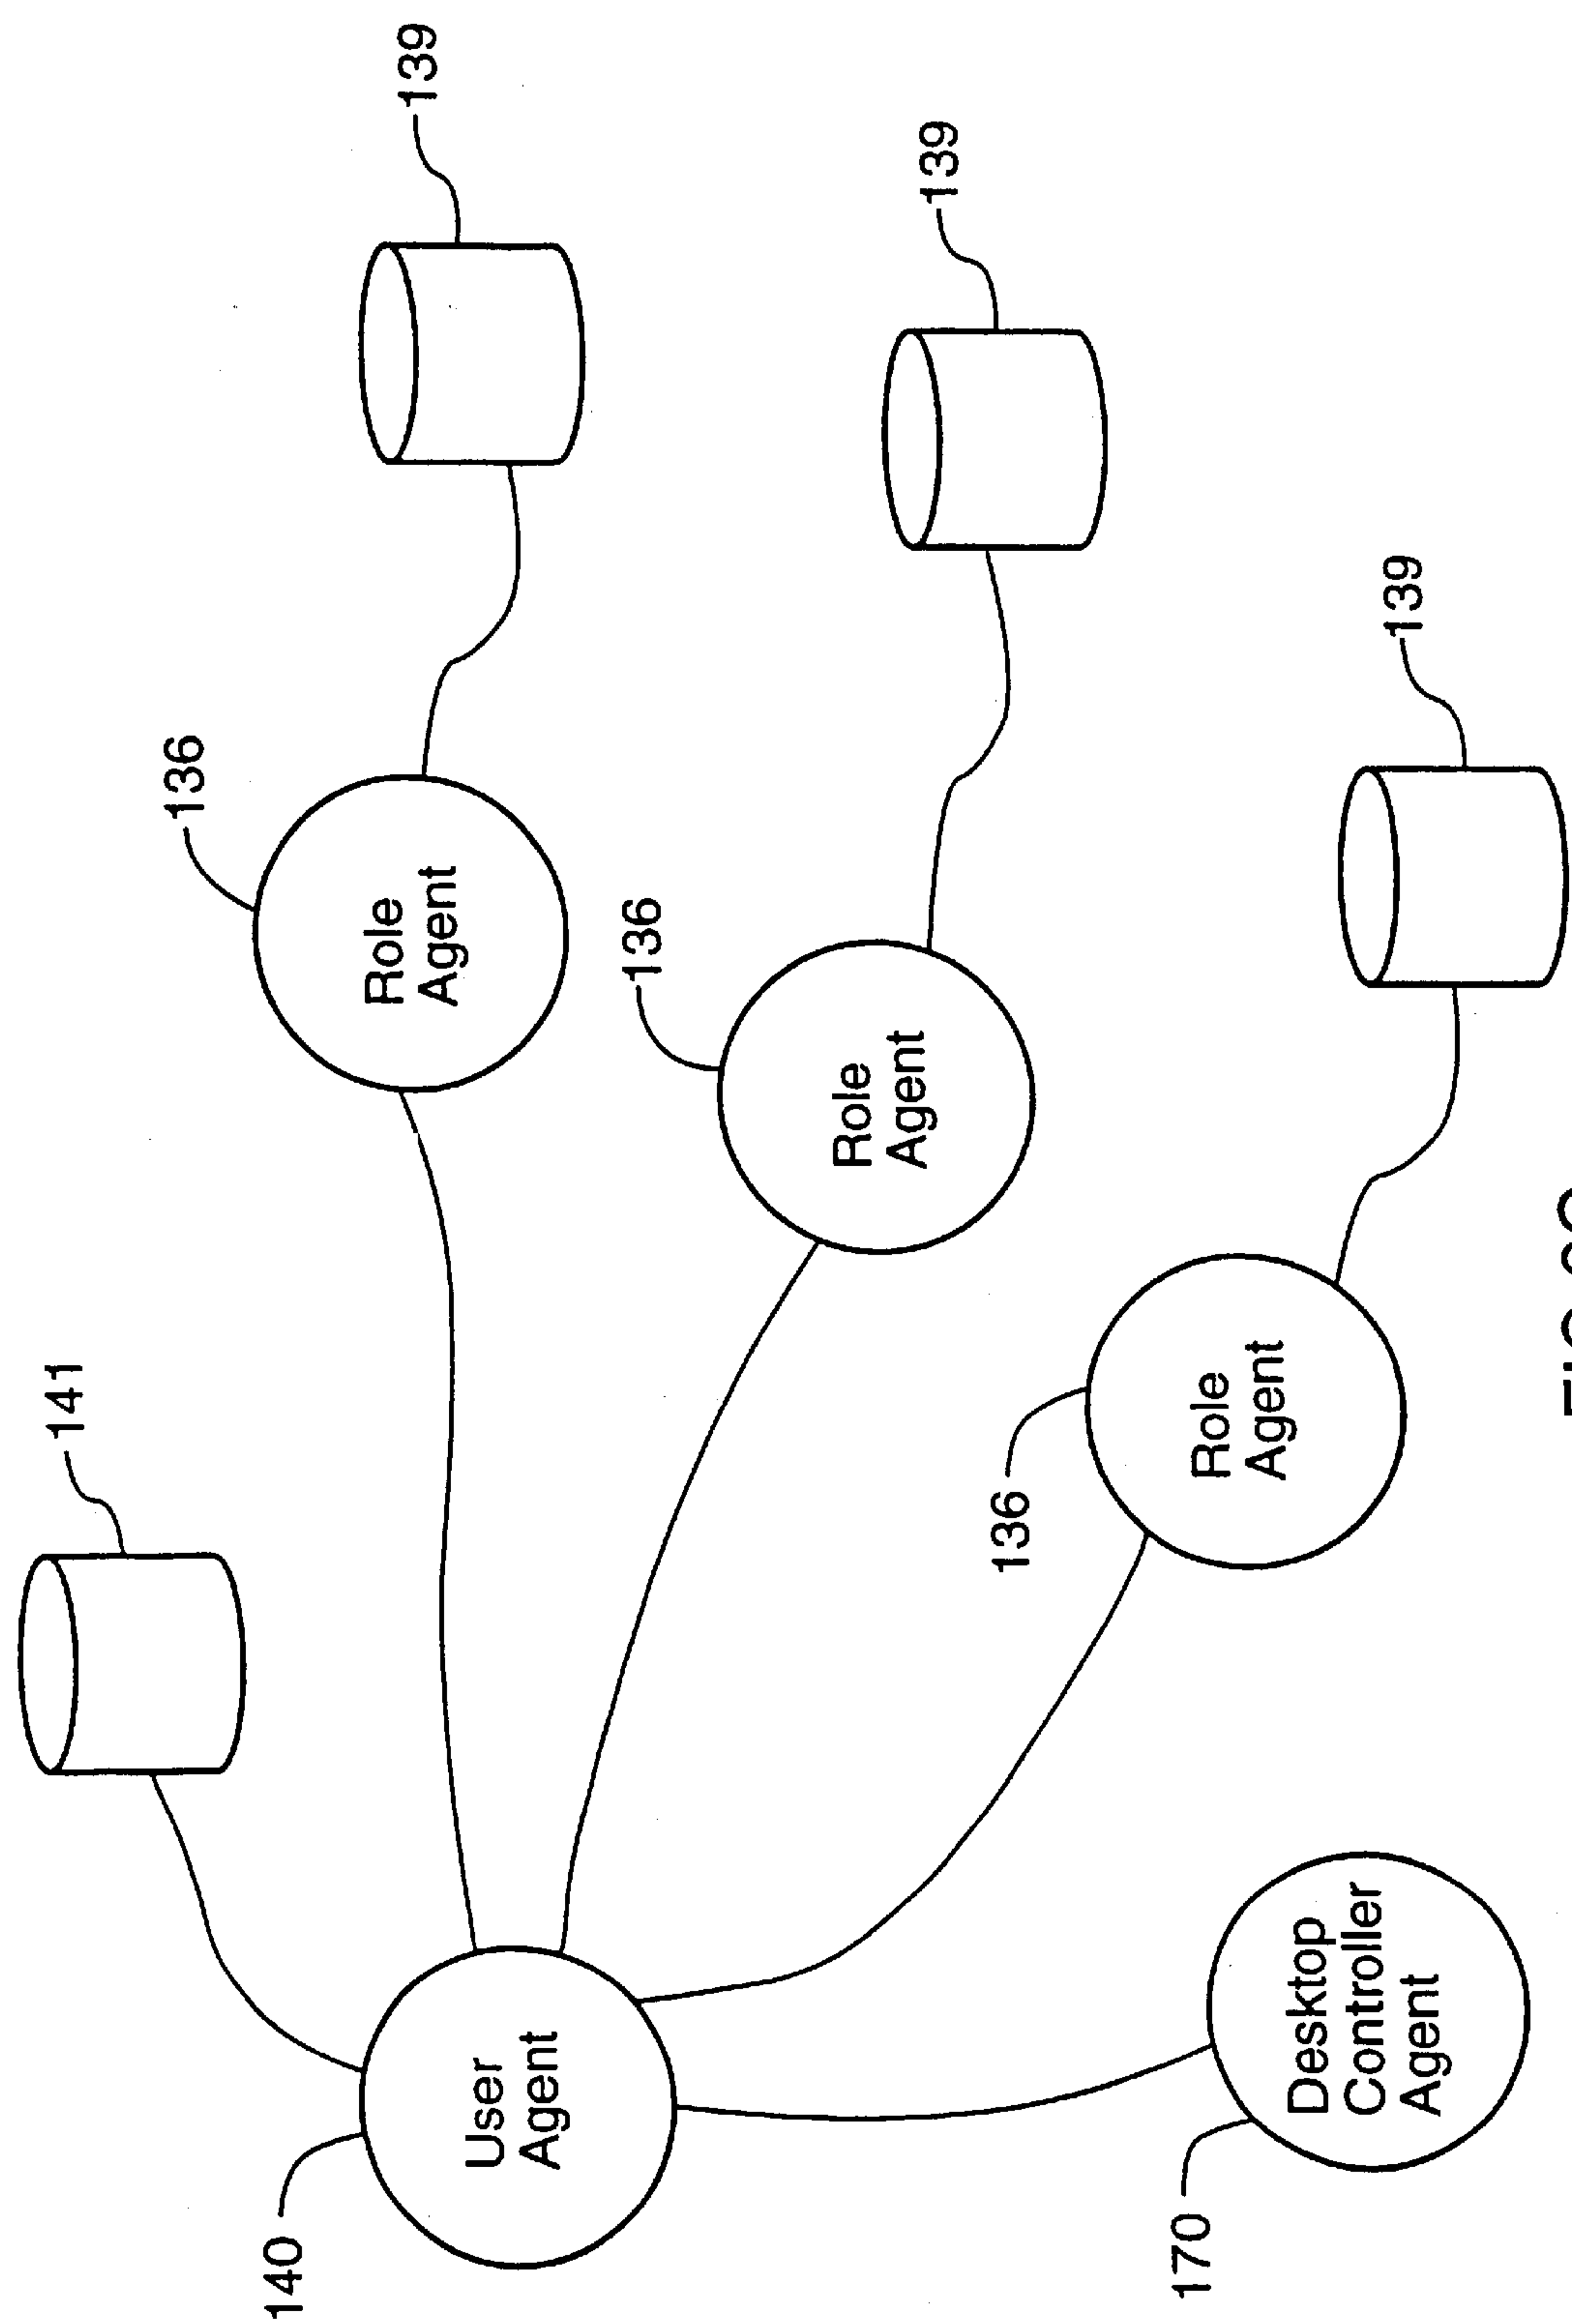 141
136
140
139
Role
Agent
User
Agent
136
Role
Agent
139
136
170
Role
Agent
Desktop
Controller
Agent
139